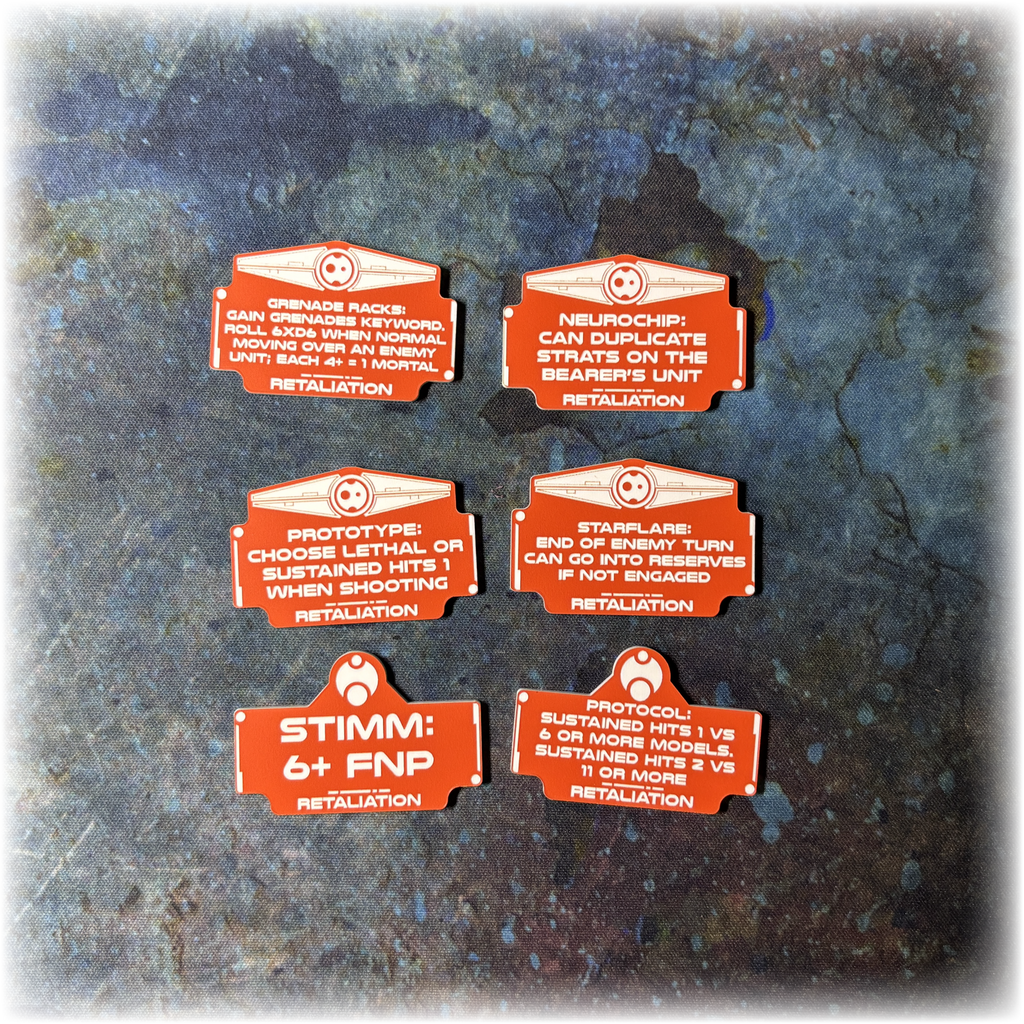 GRENADE RACKS:
GAIN GRENADES KEYWORD.
ROLL 6XD6 WHEN NORMAL
MOVING OVER AN ENEMY
UNIT; EACH 4+ = 1 MORTAL
RETALIATION
NEUROCHIP:
CAN DUPLICATE
STRATS ON THE
BEARER'S UNIT
RETALIATION
PROTOTYPE:
CHOOSE LETHAL OR
SUSTAINED HITS 1
WHEN SHOOTING
RETALIATION
STARFLARE:
END OF ENEMY TURN
CAN GO INTO RESERVES
IF NOT ENGAGED
RETALIATION
STIMM:
6+ FNP
RETALIATION
PROTOCOL:
SUSTAINED HITS 1 VS
6 OR MORE MODELS.
SUSTAINED HITS 2 VS
11 OR MORE
RETALIATION